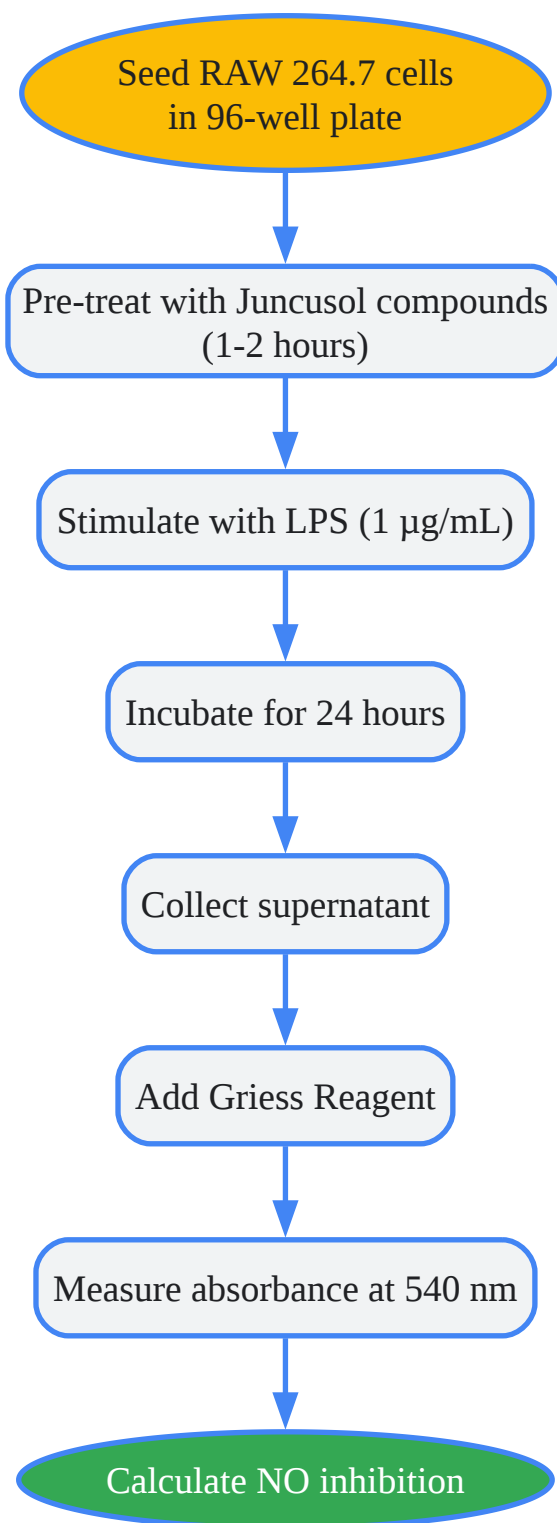 Seed RAW 264.7 cells
in 96-well plate
Pre-treat with Juncusol compounds
(1-2 hours)
Stimulate with LPS (1 µg/mL)
Incubate for 24 hours
Collect supernatant
Add Griess Reagent
Measure absorbance at 540 nm
Calculate NO inhibition